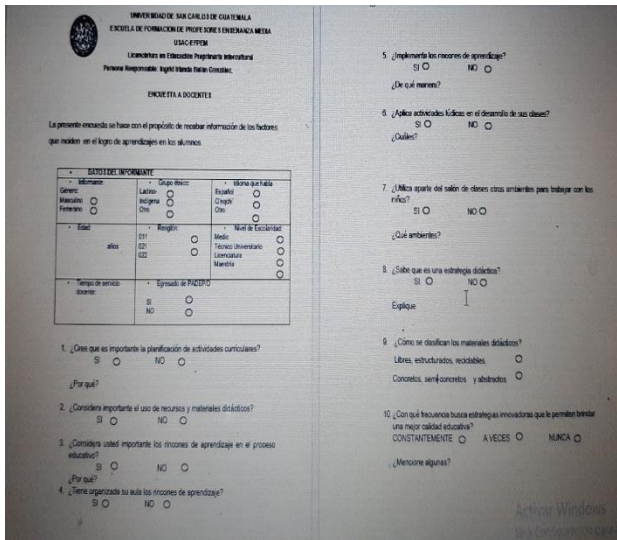 UNIVERSIDAD DE SAN CARLOS DE GUATEMALA
ESCUELA DE FORMACION DE PROFESORES ENSEÑANZA MEDIA
USAC-EFPEM
Licenciatura en Educación Preprimaria Intercultural
Persona Responsable: Ingrid Irlanda Ballén González.
ENCUESTA A DOCENTES
La presente encuesta se hace con el propósito de recabar información de los factores
que inciden en el logro de aprendizajes en los alumnos
DATOS DEL INFORMANTE
Informante: Grupo étnico: Idioma que habla
Género: Ladino Español
Masculino Indígena Q'eqchi'
Femenino Otro Otro
Edad: Renglón: Nivel de Escolaridad:
011 Medio
años 021 Técnico Universitario
022 Licenciatura
Maestría
Tiempo de servicio Egresado de PADEP/D
docente:
SI
NO
1. ¿Cree que es importante la planificación de actividades curriculares?
SI NO
¿Por qué?
2. ¿Considera importante el uso de recursos y materiales didácticos?
SI NO
3. ¿Considera usted importante los rincones de aprendizaje en el proceso
educativo?
SI NO
¿Por qué?
4. ¿Tiene organizado su aula los rincones de aprendizaje?
SI NO
5. ¿Implementa los rincones de aprendizaje?
SI NO
¿De qué manera?
6. ¿Aplica actividades lúdicas en el desarrollo de sus clases?
SI NO
¿Cuáles?
7. ¿Utiliza aparte del salón de clases otros ambientes para trabajar con los
niños?
SI NO
¿Qué ambientes?
8. ¿Sabe que es una estrategia didáctica?
SI NO
Explique
9. ¿Cómo se clasifican los materiales didácticos?
Libres, estructurados, reciclables.
Concretos, semiconcretos y abstractos
10. ¿Con qué frecuencia busca estrategias innovadoras que le permiten brindar
una mejor calidad educativa?
CONSTANTEMENTE A VECES NUNCA
¿Mencione algunas?
Activar Windows